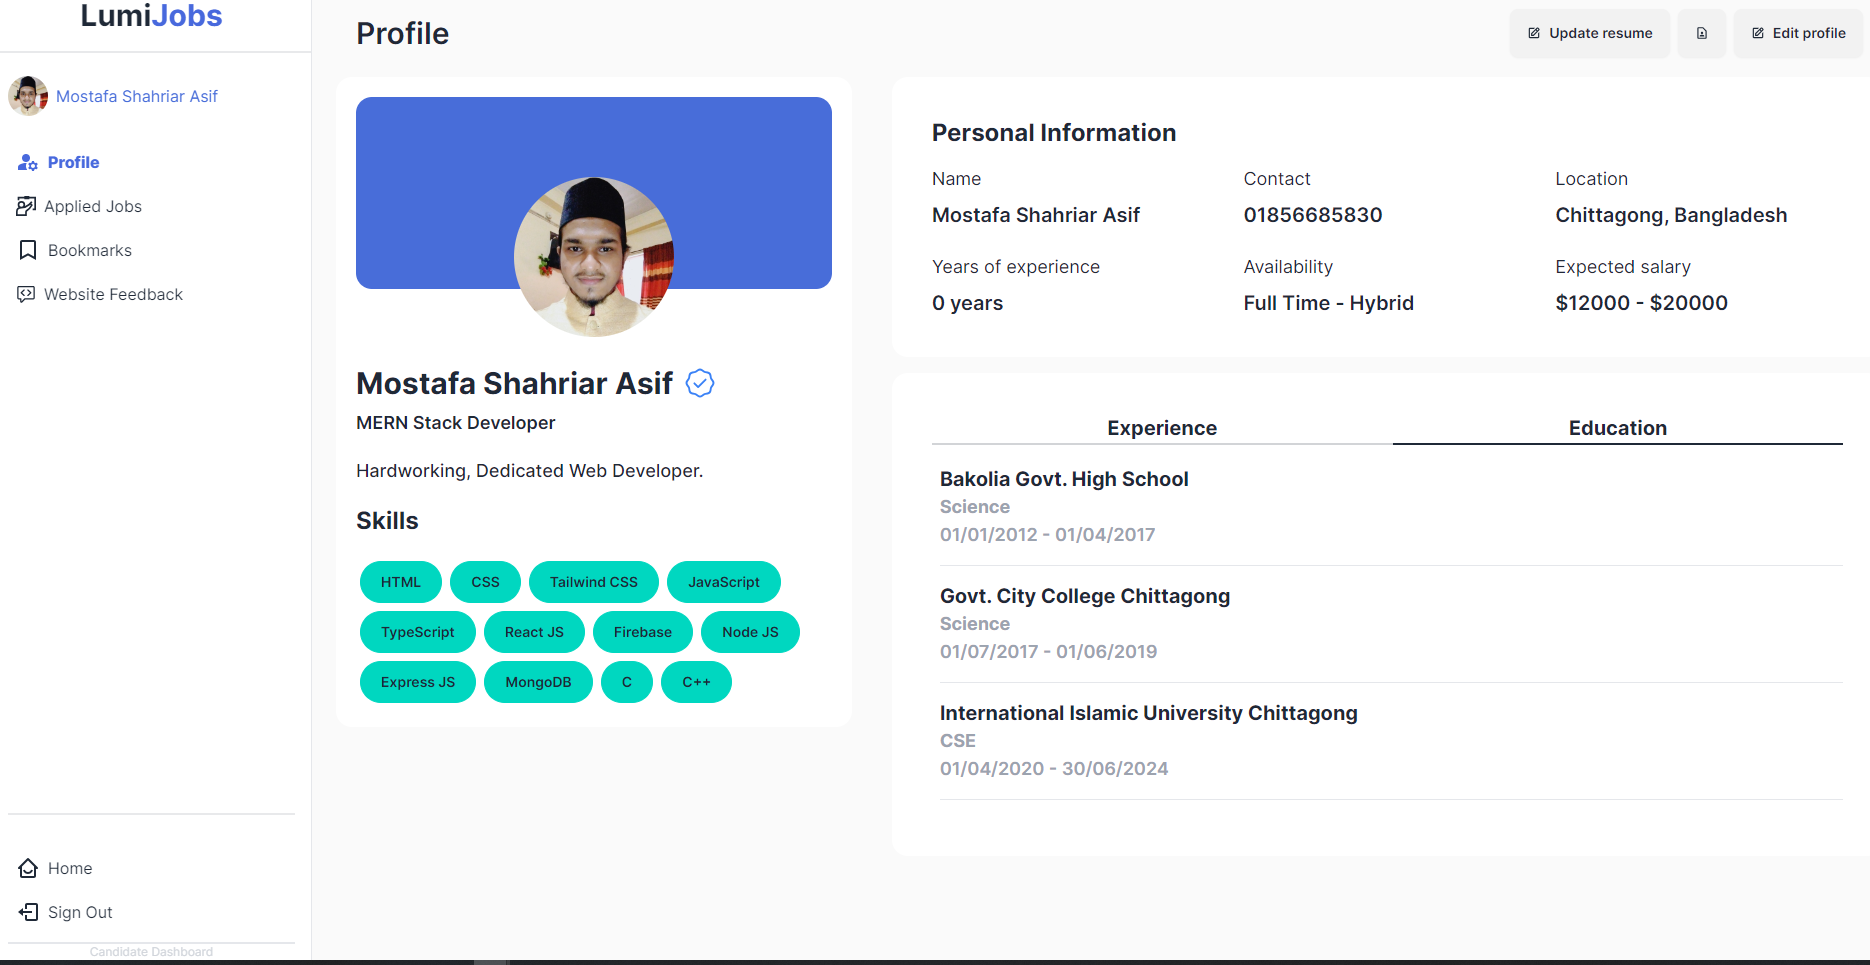 LumiJobs
Mostafa Shahriar Asif
Profile
Applied Jobs
Bookmarks
Website Feedback
Home
Sign Out
Candidate Dashboard
Profile
Update resume
Edit profile
Mostafa Shahriar Asif
MERN Stack Developer
Hardworking, Dedicated Web Developer.
Skills
HTML CSS Tailwind CSS JavaScript
TypeScript React JS Firebase Node JS
Express JS MongoDB C C++
Personal Information
Name Contact Location
Mostafa Shahriar Asif 01856685830 Chittagong, Bangladesh
Years of experience Availability Expected salary
0 years Full Time - Hybrid $12000 - $20000
Experience Education
Bakolia Govt. High School
Science
01/01/2012 - 01/04/2017
Govt. City College Chittagong
Science
01/07/2017 - 01/06/2019
International Islamic University Chittagong
CSE
01/04/2020 - 30/06/2024